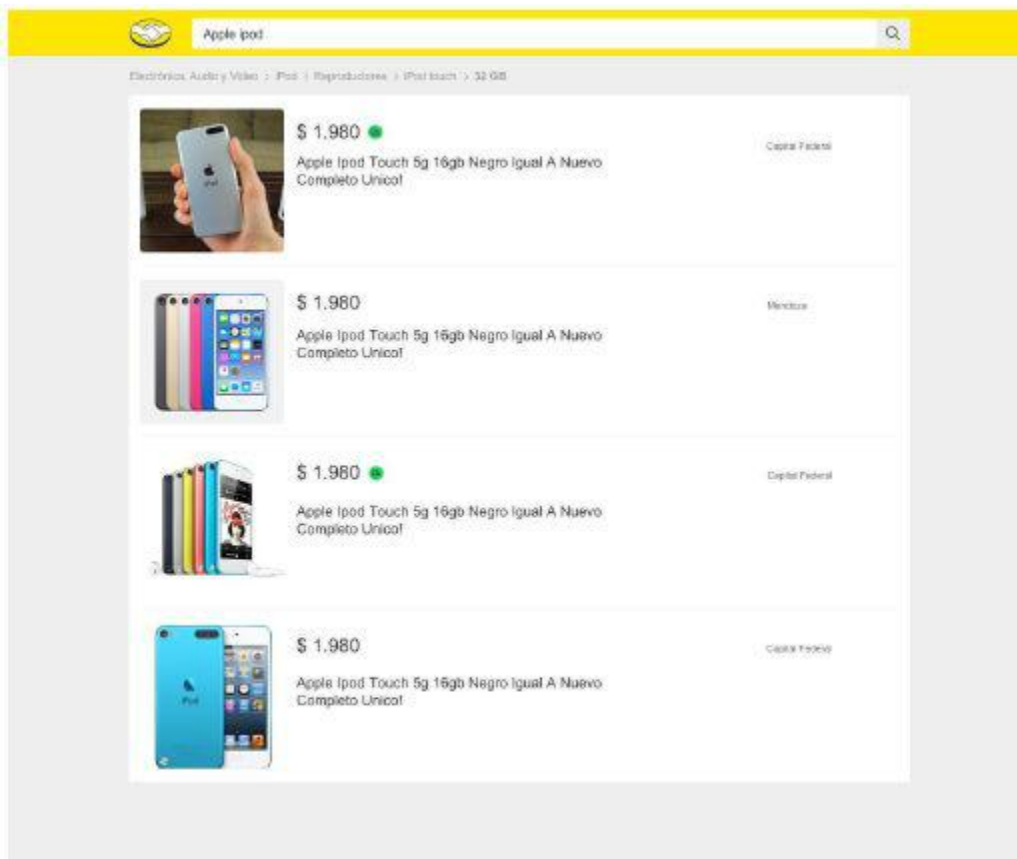 Apple ipod
Electrónica, Audio y Video > iPod > Reproductores > iPod touch > 32 GB
$ 1.980
Capital Federal
Apple Ipod Touch 5g 16gb Negro Igual A Nuevo
Completo Unico!
iPod
$ 1.980
Mendoza
Apple Ipod Touch 5g 16gb Negro Igual A Nuevo
Completo Unico!
$ 1.980
Capital Federal
Apple Ipod Touch 5g 16gb Negro Igual A Nuevo
Completo Unico!
$ 1.980
Capital Federal
Apple Ipod Touch 5g 16gb Negro Igual A Nuevo
Completo Unico!
iPod